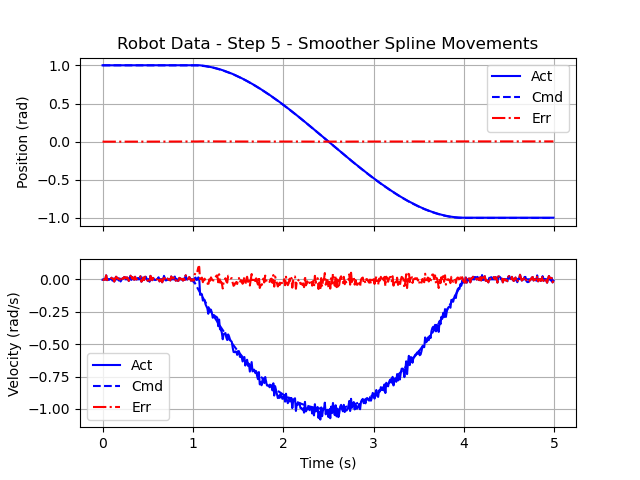 Robot Data - Step 5 - Smoother Spline Movements
Position (rad)
1.0
0.5
0.0
−0.5
−1.0
Act
Cmd
Err
Velocity (rad/s)
0.00
−0.25
−0.50
−0.75
−1.00
Act
Cmd
Err
0 1 2 3 4 5
Time (s)